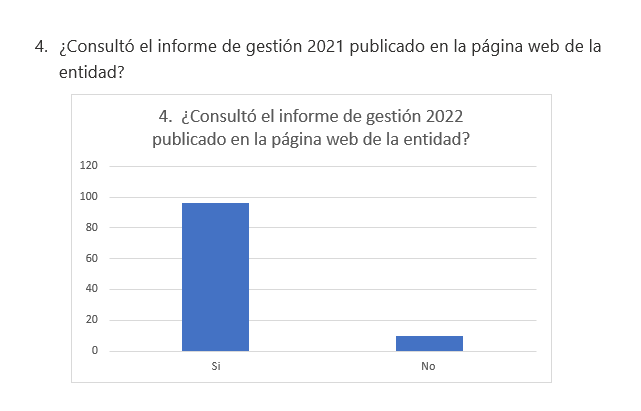 4. ¿Consultó el informe de gestión 2021 publicado en la página web de la
entidad?
4. ¿Consultó el informe de gestión 2022
publicado en la página web de la entidad?
120
100
80
60
40
20
0
Si
No